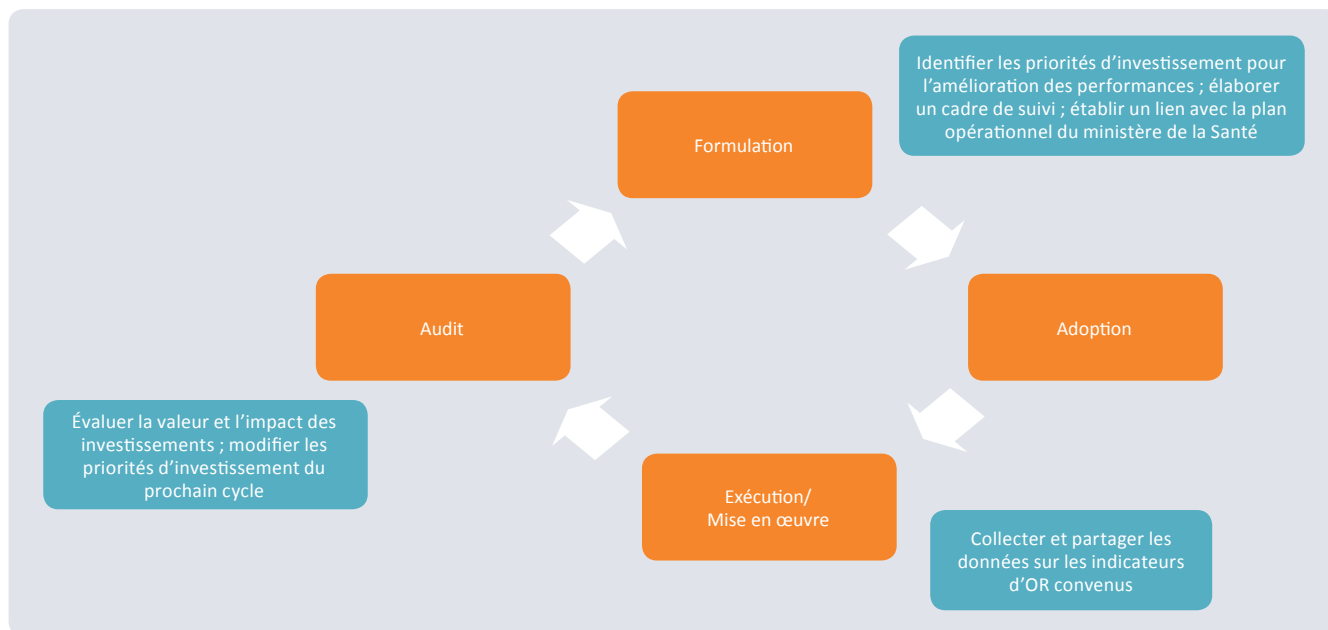 Identifier les priorités d’investissement pour
l’amélioration des performances ; élaborer
un cadre de suivi ; établir un lien avec la plan
opérationnel du ministère de la Santé
Formulation
Audit
Adoption
Évaluer la valeur et l’impact des
investissements ; modifier les
priorités d’investissement du
prochain cycle
Exécution/
Mise en œuvre
Collecter et partager les
données sur les indicateurs
d’OR convenus